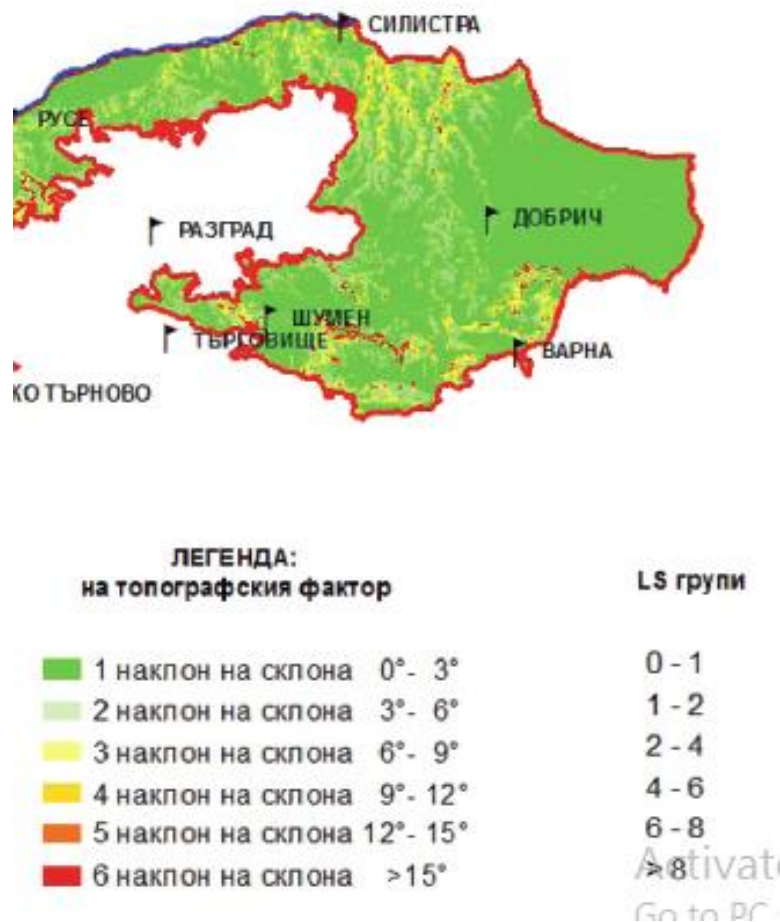 СИЛИСТРА
РУСЕ
РАЗГРАД
ДОБРИЧ
ШУМЕН
ТЪРГОВИЩЕ
ВАРНА
КО ТЪРНОВО
ЛЕГЕНДА:
на топографския фактор
LS групи
1 наклон на склона 0°- 3° 0 - 1
2 наклон на склона 3°- 6° 1 - 2
3 наклон на склона 6°- 9° 2 - 4
4 наклон на склона 9°- 12° 4 - 6
5 наклон на склона 12°- 15° 6 - 8
6 наклон на склона >15° >8
Activate
Go to PC